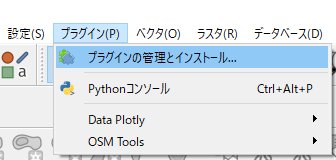 設定(S) プラグイン(P) ベクタ(O) ラスタ(R) データベース(D)
a
プラグインの管理とインストール...
Pythonコンソール Ctrl+Alt+P
Data Plotly
OSM Tools